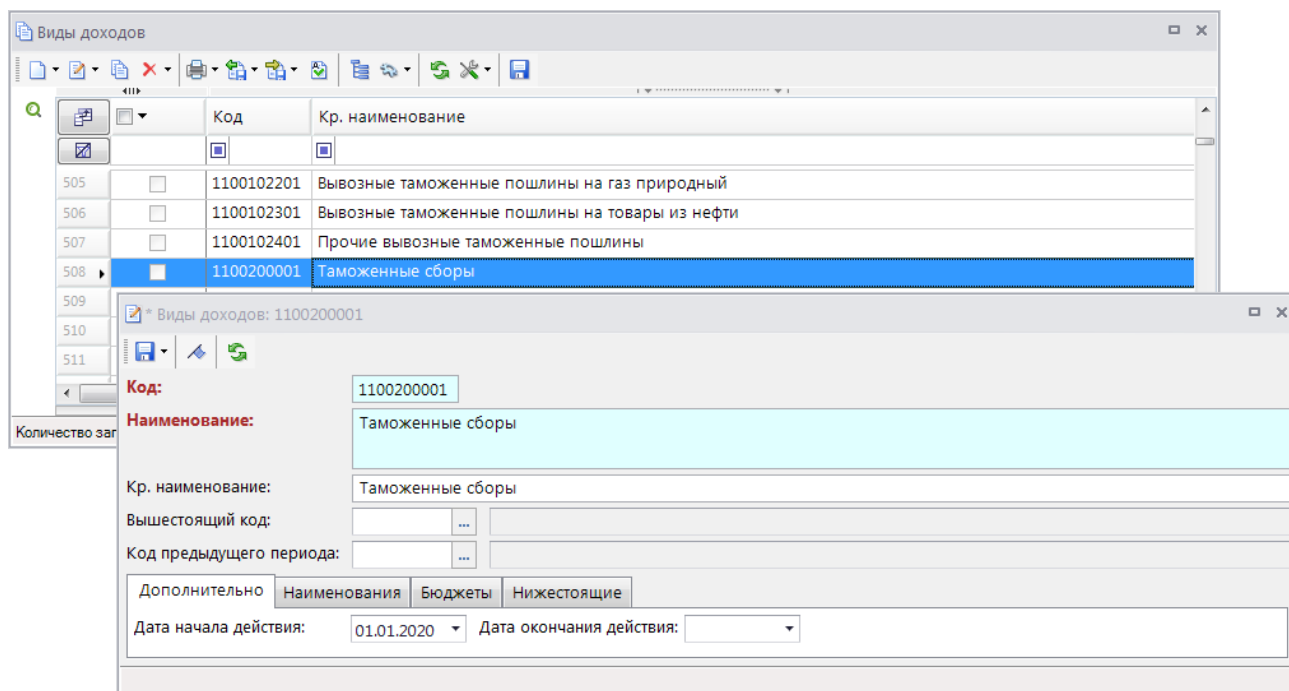 Виды доходов
Код Кр. наименование
505 1100102201 Вывозные таможенные пошлины на газ природный
506 1100102301 Вывозные таможенные пошлины на товары из нефти
507 1100102401 Прочие вывозные таможенные пошлины
508 1100200001 Таможенные сборы
509
510
511
Количество заг
* Виды доходов: 1100200001
Код: 1100200001
Наименование: Таможенные сборы
Кр. наименование: Таможенные сборы
Вышестоящий код: ...
Код предыдущего периода: ...
Дополнительно Наименования Бюджеты Нижестоящие
Дата начала действия: 01.01.2020 Дата окончания действия: